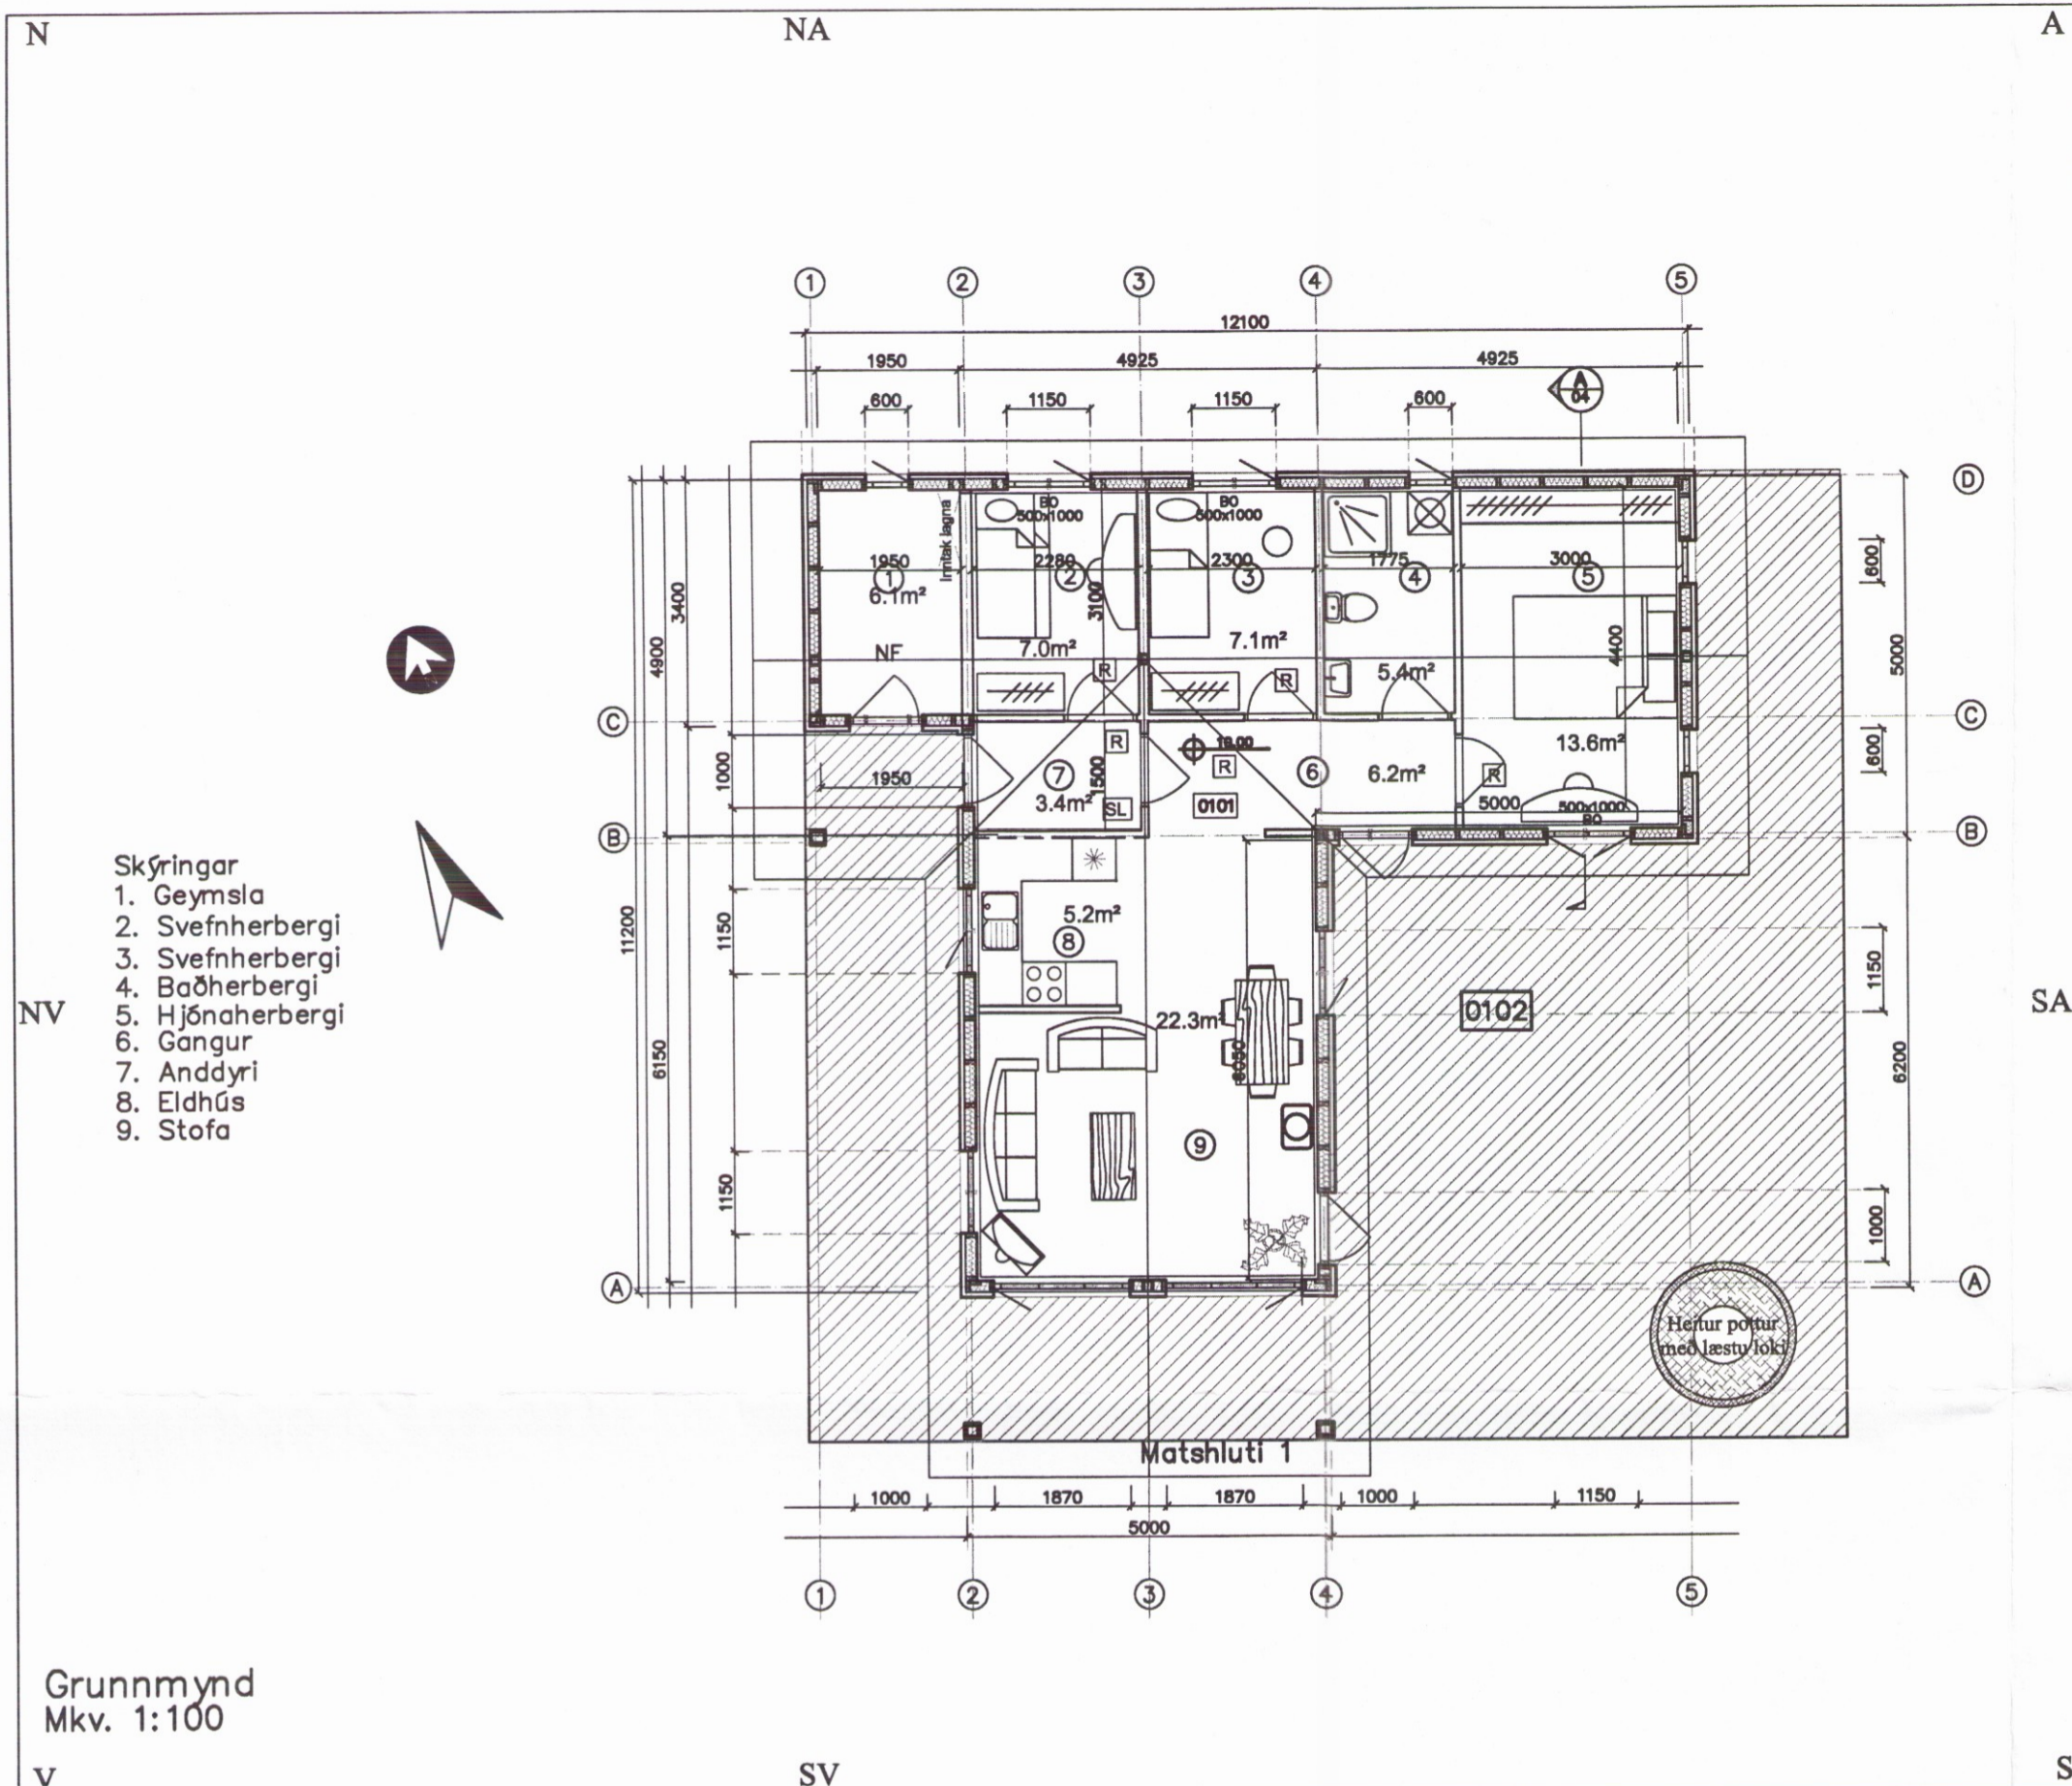 N NA A
1 2 3 4 5
12100
1950 4925 4925
600 1150 1150 600
A
04
D
BO
500x1000
BO
500x1000
Inntak lagna
1950 2280 2300 1775 3000
1 2 3 4 5
6.1m²
3100
3400
4900
4400
5000
600
NF
7.0m² 7.1m² 5.4m²
R R
C C
R
10.00
R
13.6m²
600
1000
1950
7
3.4m²
1500
SL
0101
6
6.2m²
R
5000
500x1000
BO
B B
Skýringar
1. Geymsla
2. Svefnherbergi
3. Svefnherbergi
4. Baðherbergi
5. Hjónaherbergi
6. Gangur
7. Anddyri
8. Eldhús
9. Stofa
11200
1150
5.2m²
8
1150
NV
0102
SA
22.3m²
6050
6150
6200
9
1150
1000
A A
Heitur pottur
með læstu loki
Matshluti 1
1000 1870 1870 1000 1150
5000
1 2 3 4 5
Grunnmynd
Mkv. 1:100
V SV S